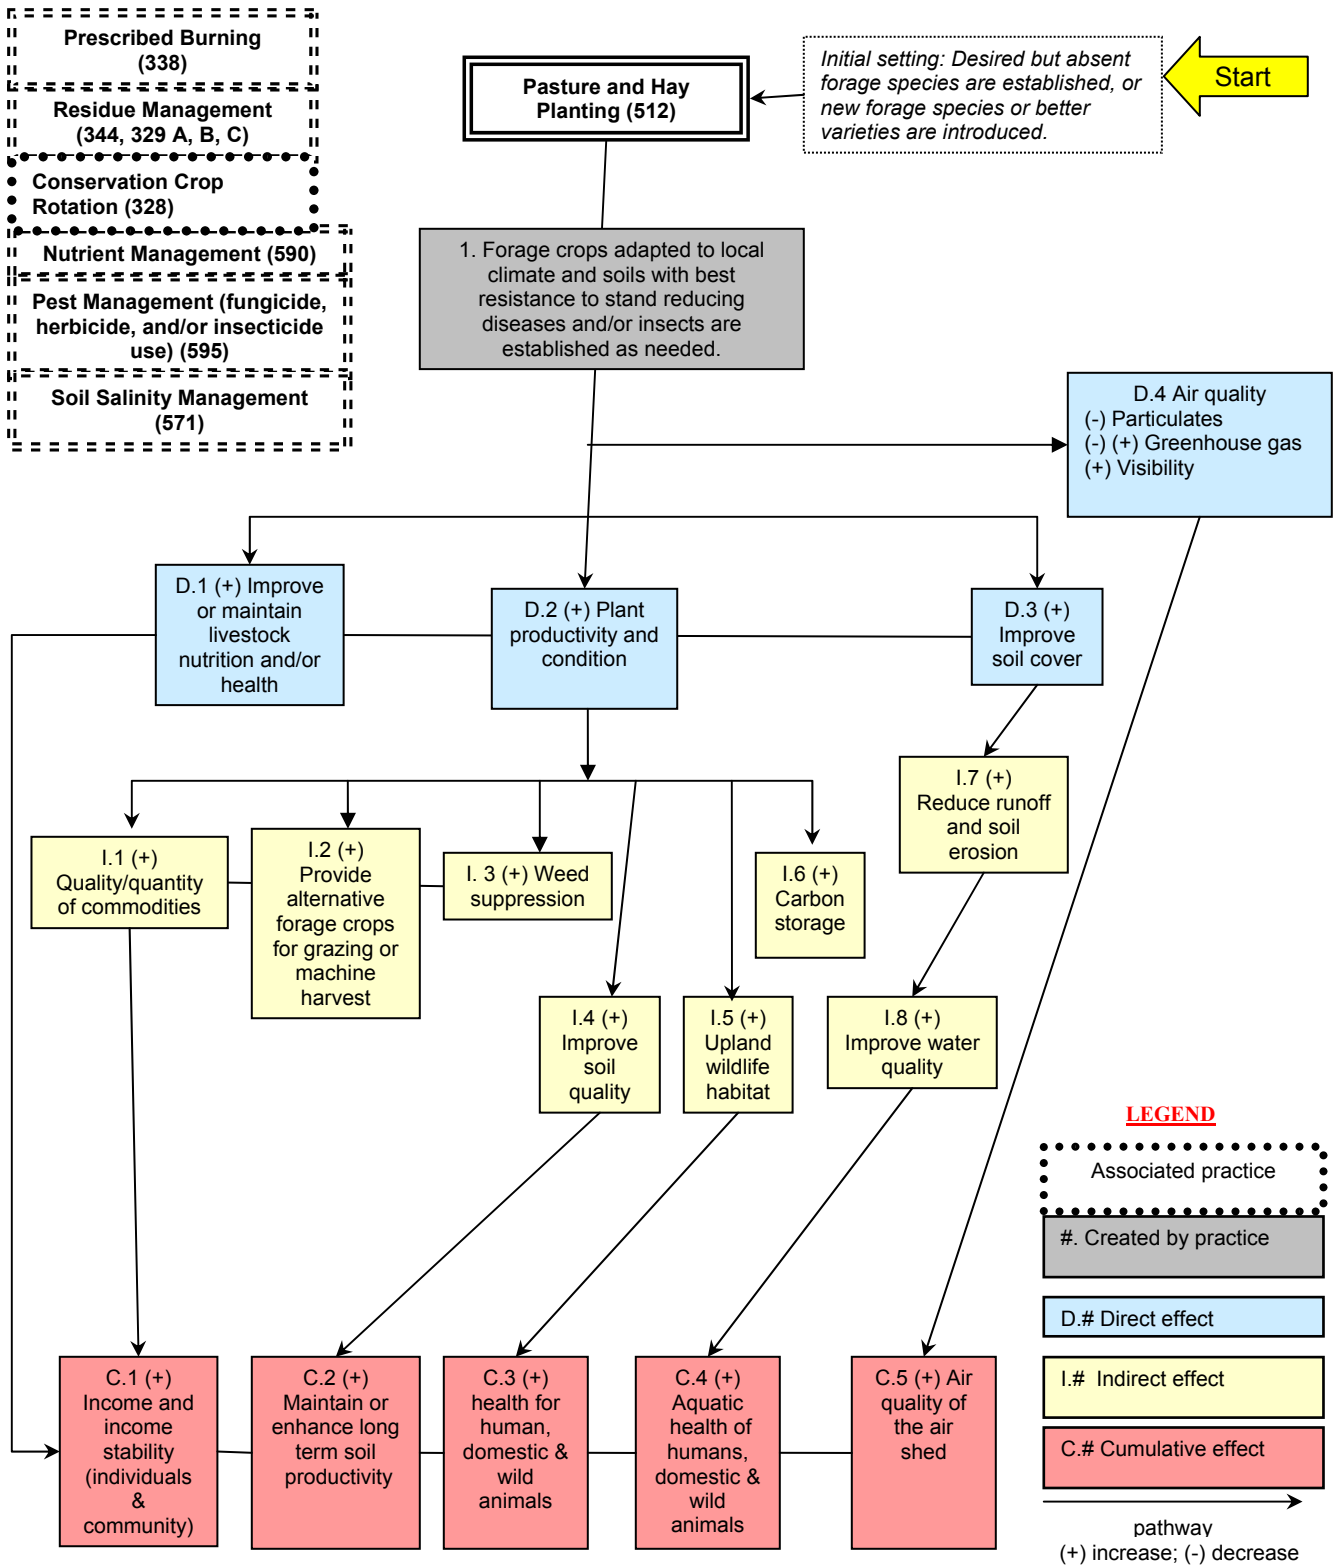 Prescribed Burning
(338)
Residue Management
(344, 329 A, B, C)
Conservation Crop
Rotation (328)
Nutrient Management (590)
Pest Management (fungicide,
herbicide, and/or insecticide
use) (595)
Soil Salinity Management
(571)
Pasture and Hay
Planting (512)
Initial setting: Desired but absent
forage species are established, or
new forage species or better
varieties are introduced.
Start
1. Forage crops adapted to local
climate and soils with best
resistance to stand reducing
diseases and/or insects are
established as needed.
D.4 Air quality
(-) Particulates
(-) (+) Greenhouse gas
(+) Visibility
D.1 (+) Improve
or maintain
livestock
nutrition and/or
health
D.2 (+) Plant
productivity and
condition
D.3 (+)
Improve
soil cover
I.1 (+)
Quality/quantity
of commodities
I.2 (+)
Provide
alternative
forage crops
for grazing or
machine
harvest
I. 3 (+) Weed
suppression
I.6 (+)
Carbon
storage
I.7 (+)
Reduce runoff
and soil
erosion
I.4 (+)
Improve
soil
quality
I.5 (+)
Upland
wildlife
habitat
I.8 (+)
Improve water
quality
C.1 (+)
Income and
income
stability
(individuals
&
community)
C.2 (+)
Maintain or
enhance long
term soil
productivity
C.3 (+)
health for
human,
domestic &
wild
animals
C.4 (+)
Aquatic
health of
humans,
domestic &
wild
animals
C.5 (+) Air
quality of
the air
shed
LEGEND
Associated practice
#. Created by practice
D.# Direct effect
I.# Indirect effect
C.# Cumulative effect
pathway
(+) increase; (-) decrease